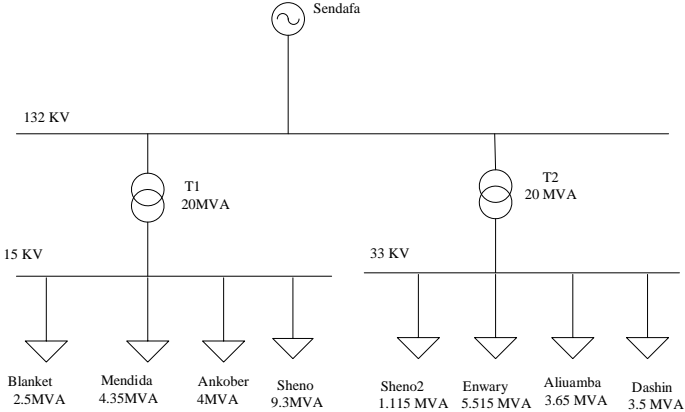 Sendafa
132 KV
T1
20MVA
T2
20 MVA
15 KV
33 KV
Blanket
2.5MVA
Mendida
4.35MVA
Ankober
4MVA
Sheno
9.3MVA
Sheno2
1.115 MVA
Enwary
5.515 MVA
Aliuamba
3.65 MVA
Dashin
3.5 MVA